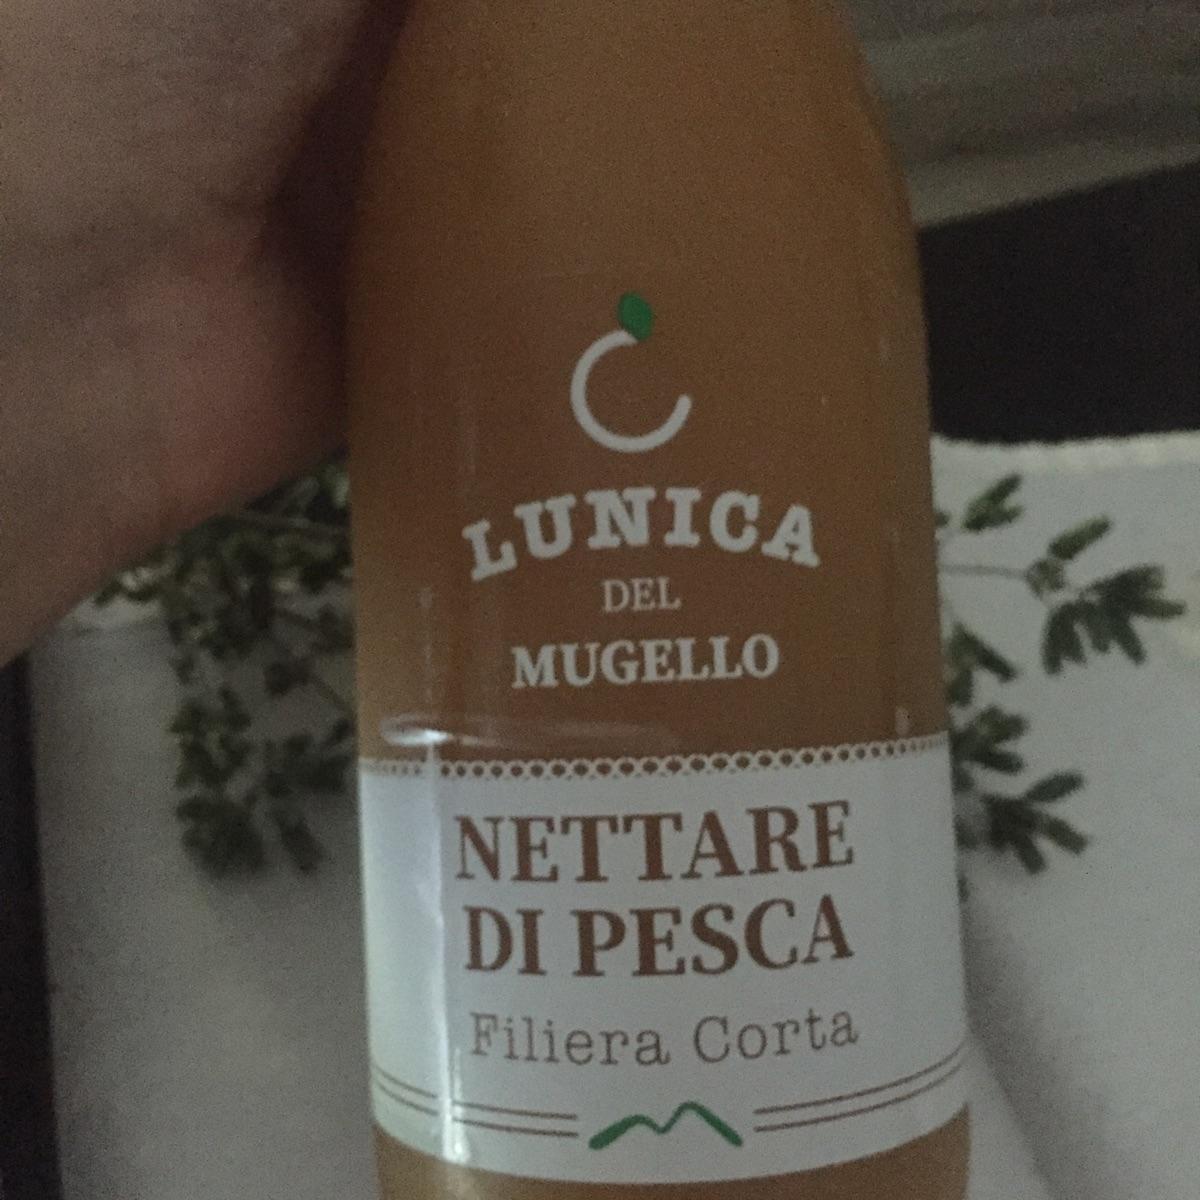 LUNICA
DEL
MUGELLO
NETTARE
DI PESCA
Filiera Corta